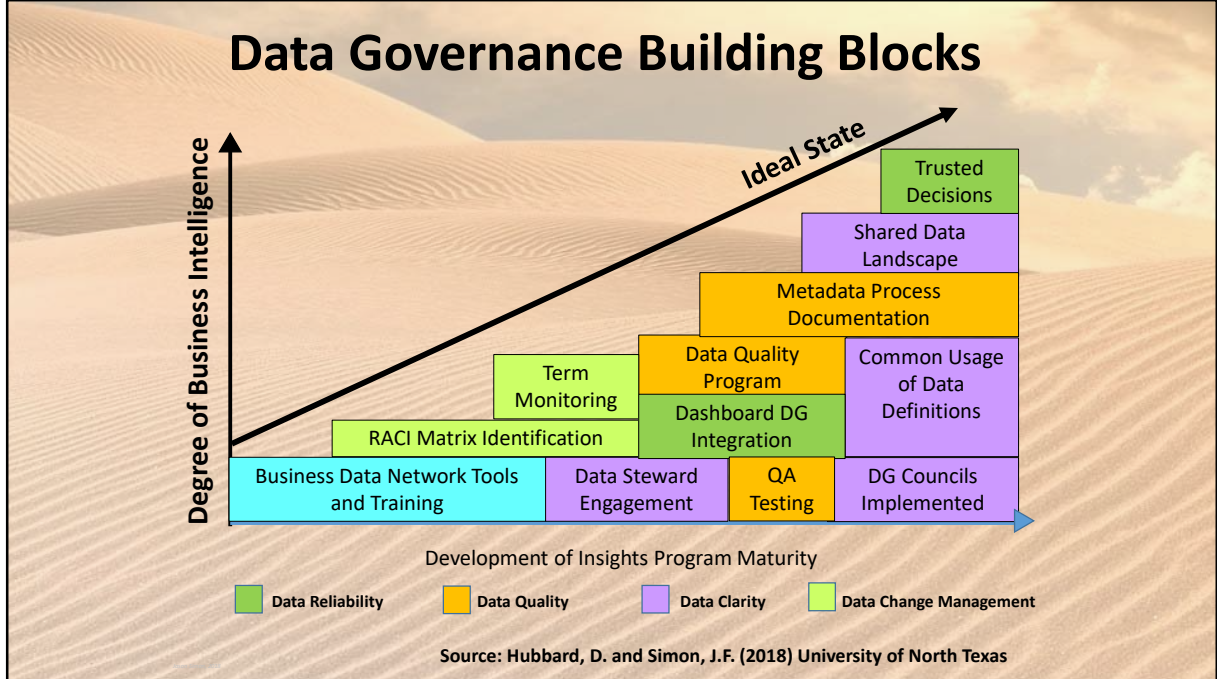 Data Governance Building Blocks
Degree of Business Intelligence
Ideal State
Trusted
Decisions
Shared Data
Landscape
Metadata Process
Documentation
Data Quality
Program
Common Usage
of Data
Definitions
Term
Monitoring
Dashboard DG
Integration
RACI Matrix Identification
Business Data Network Tools
and Training
Data Steward
Engagement
QA
Testing
DG Councils
Implemented
Development of Insights Program Maturity
Data Reliability
Data Quality
Data Clarity
Data Change Management
Source: Hubbard, D. and Simon, J.F. (2018) University of North Texas